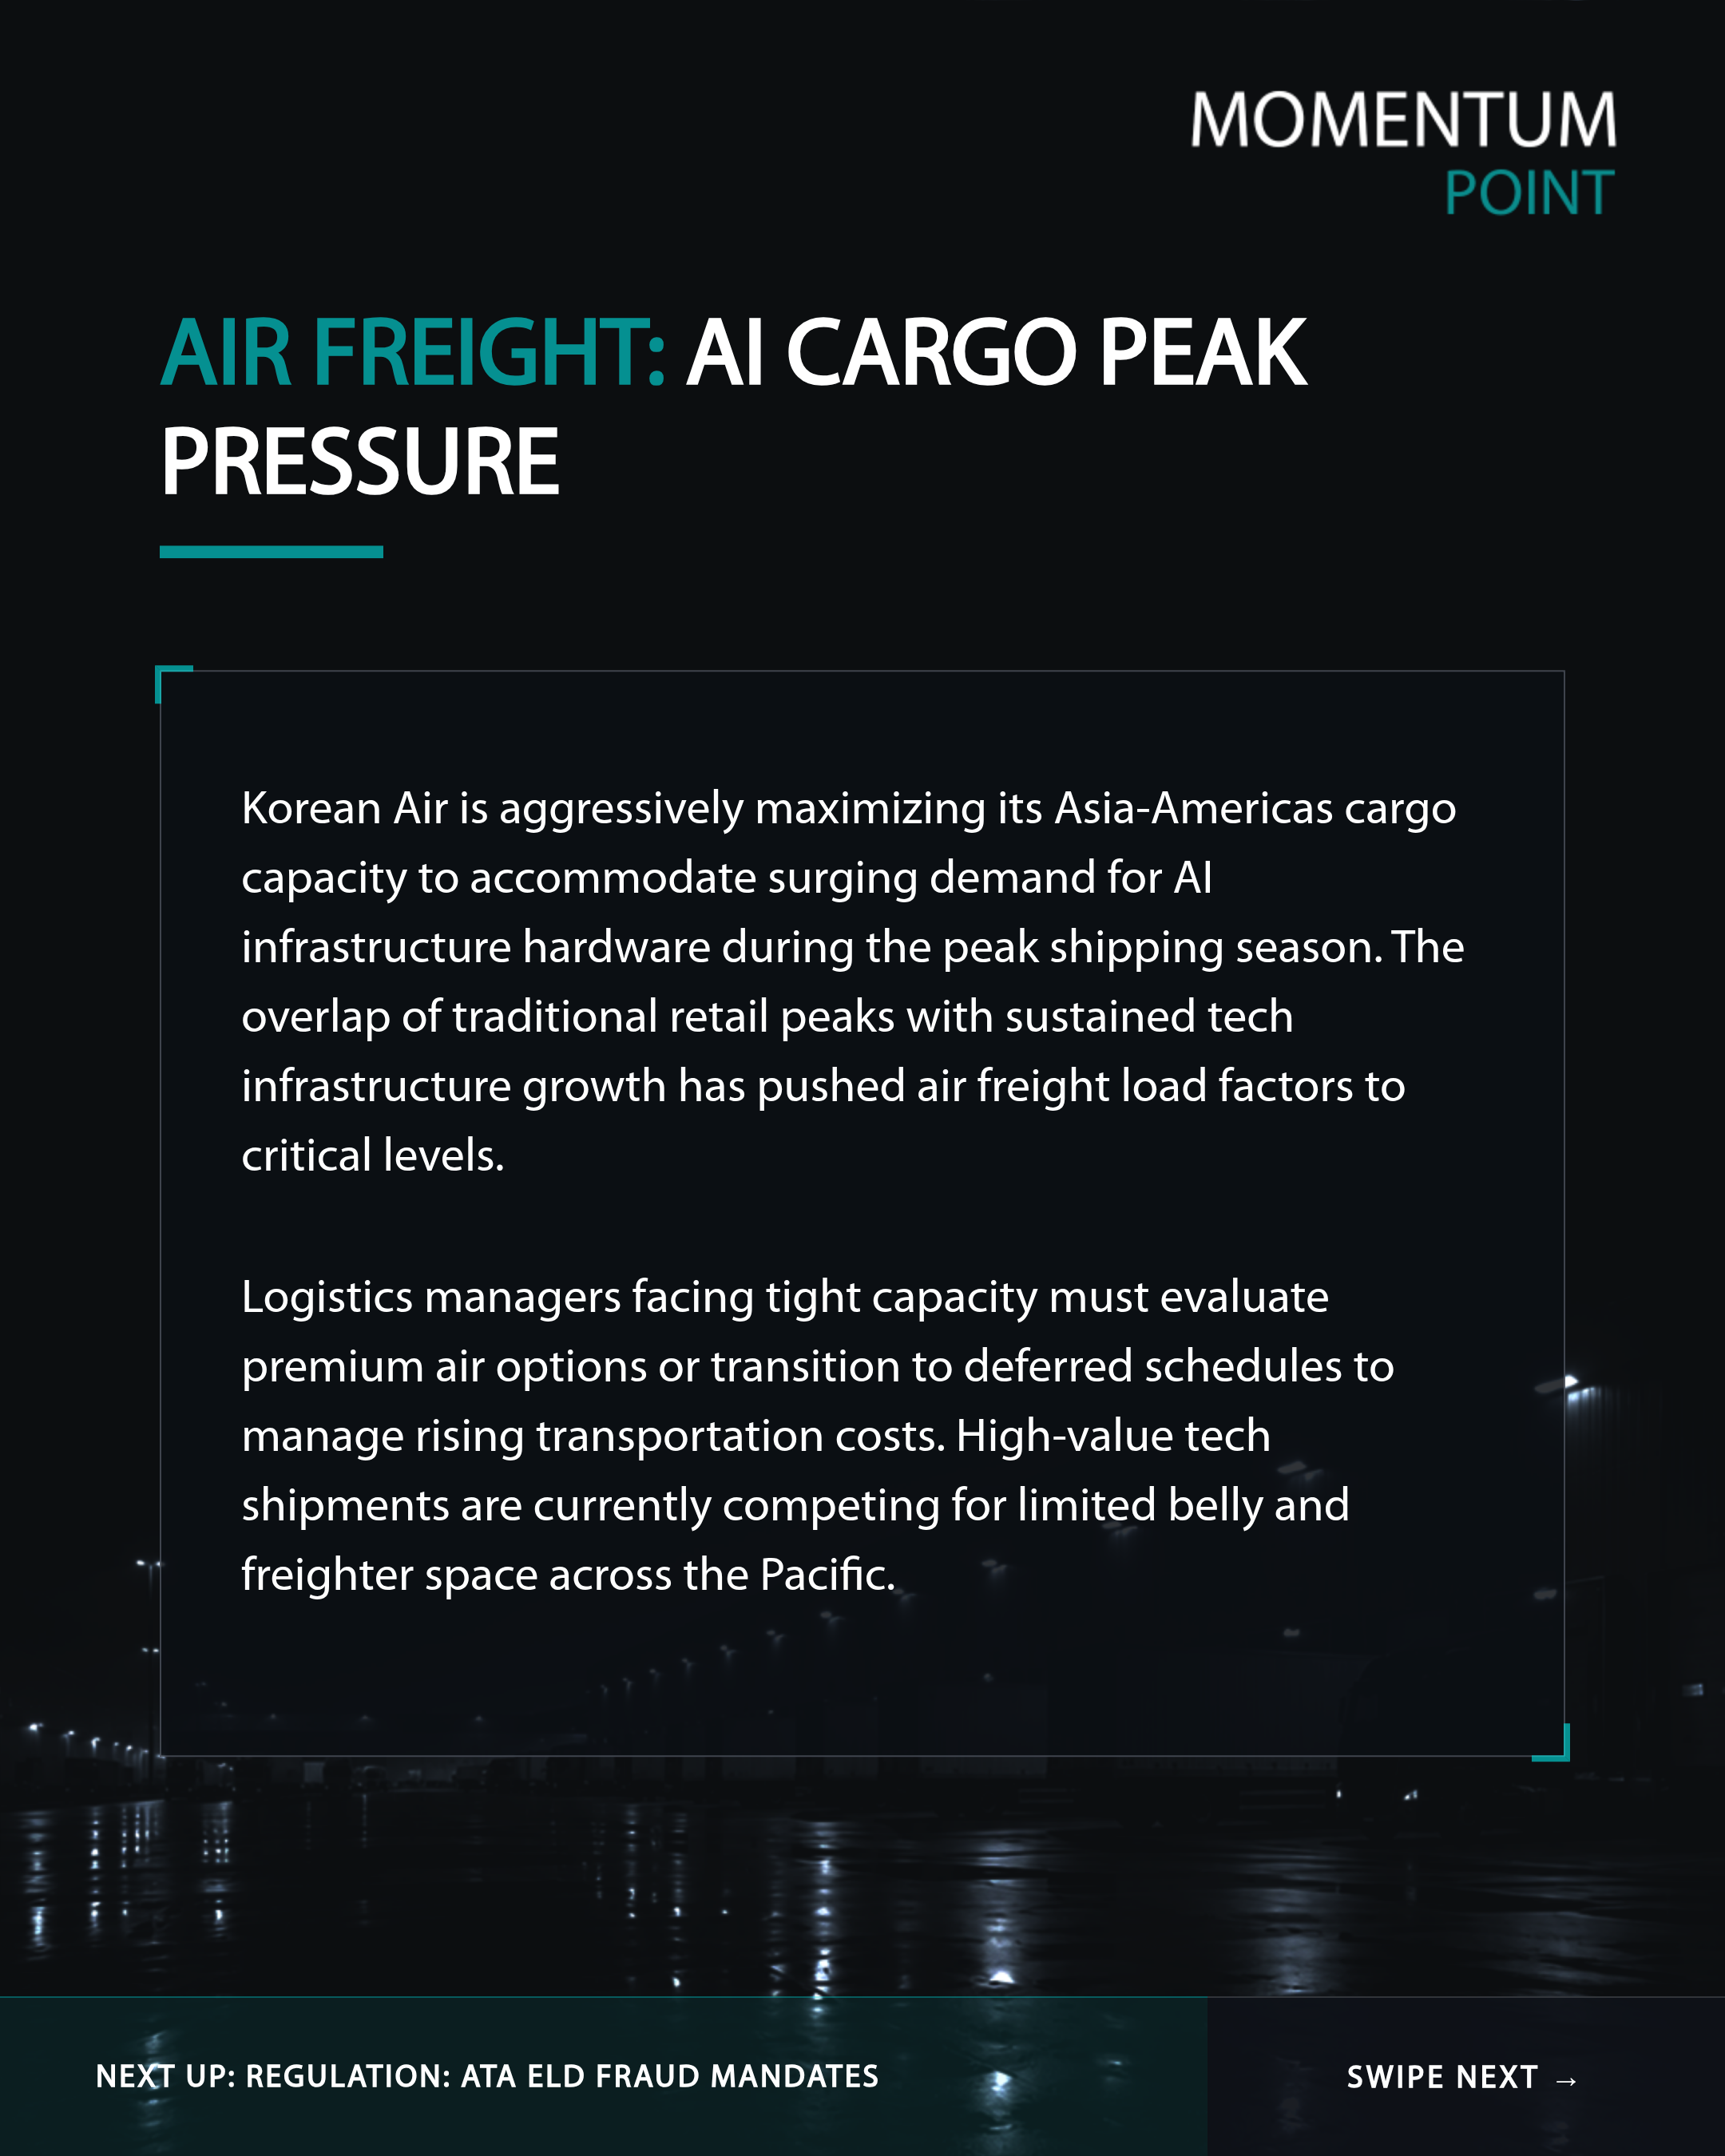 MOMENTUM
POINT
AIR FREIGHT: AI CARGO PEAK
PRESSURE
Korean Air is aggressively maximizing its Asia-Americas cargo
capacity to accommodate surging demand for AI
infrastructure hardware during the peak shipping season. The
overlap of traditional retail peaks with sustained tech
infrastructure growth has pushed air freight load factors to
critical levels.
Logistics managers facing tight capacity must evaluate
premium air options or transition to deferred schedules to
manage rising transportation costs. High-value tech
shipments are currently competing for limited belly and
freighter space across the Pacific.
NEXT UP: REGULATION: ATA ELD FRAUD MANDATES
SWIPE NEXT →